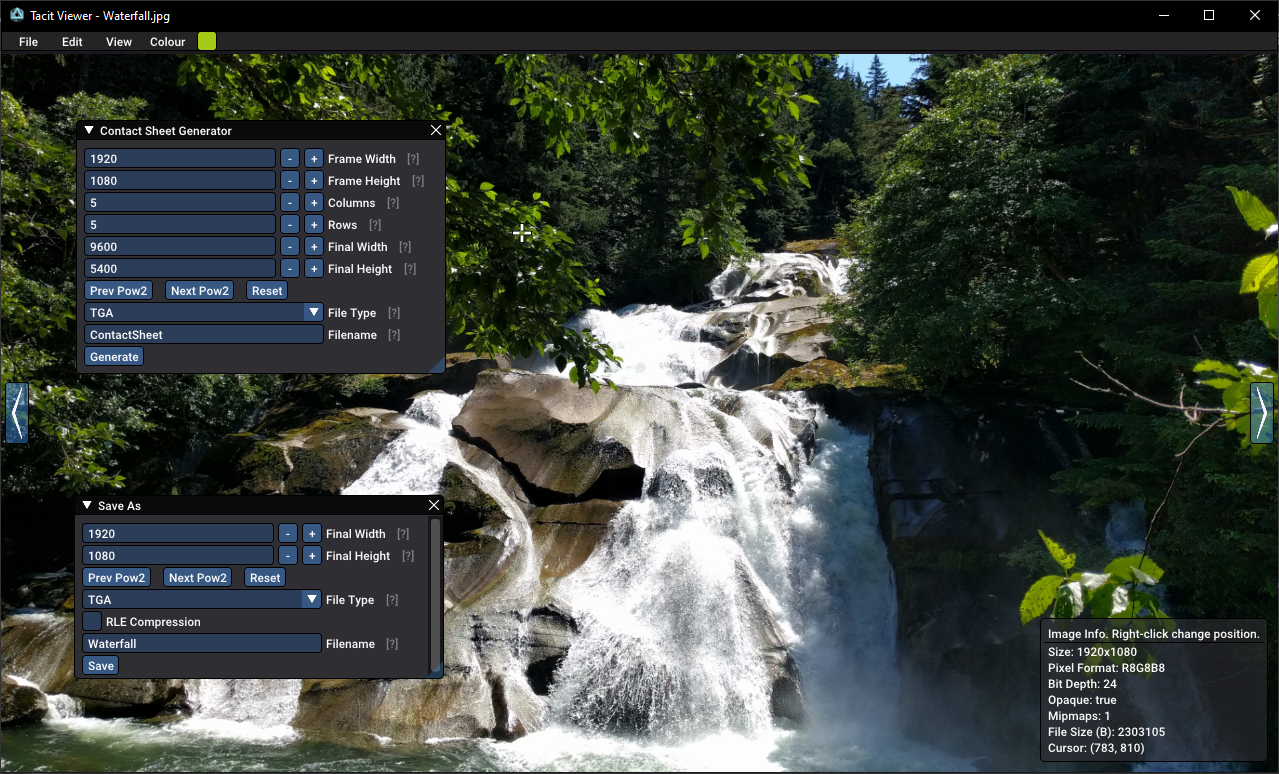 Tacit Viewer - Waterfall.jpg
File Edit View Colour
Contact Sheet Generator
1920 - + Frame Width [?]
1080 - + Frame Height [?]
5 - + Columns [?]
5 - + Rows [?]
9600 - + Final Width [?]
5400 - + Final Height [?]
Prev Pow2 Next Pow2 Reset
TGA File Type [?]
ContactSheet Filename [?]
Generate
Save As
1920 - + Final Width [?]
1080 - + Final Height [?]
Prev Pow2 Next Pow2 Reset
TGA File Type [?]
RLE Compression
Waterfall Filename [?]
Save
Image Info. Right-click change position.
Size: 1920x1080
Pixel Format: R8G8B8
Bit Depth: 24
Opaque: true
Mipmaps: 1
File Size (B): 2303105
Cursor: (783, 810)